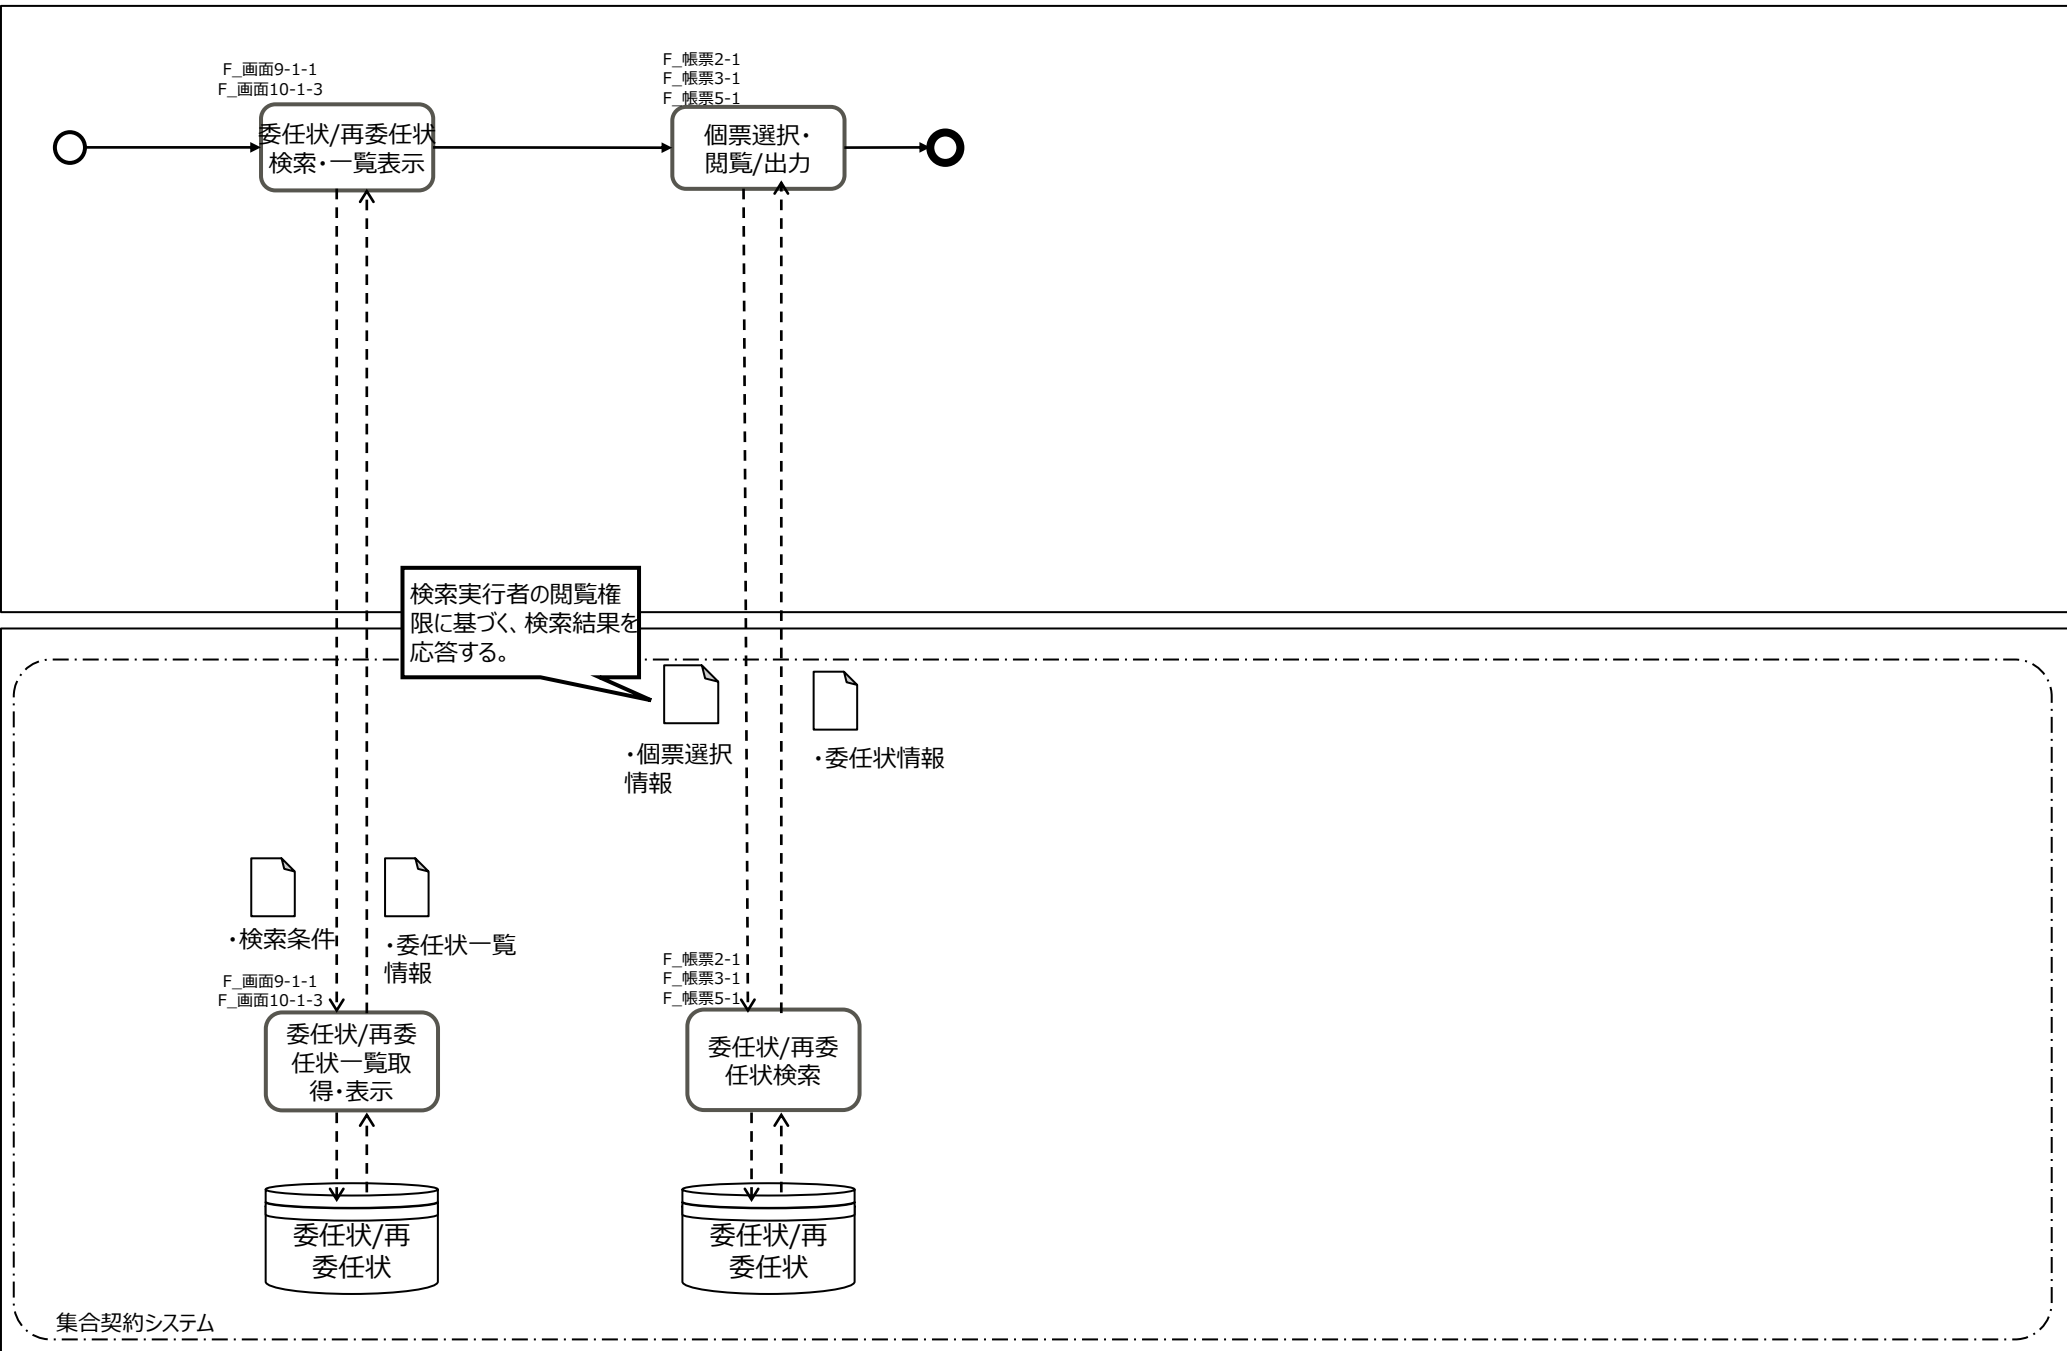 F_画面9-1-1
F_画面10-1-3
委任状/再委任状
検索・一覧表示
F_帳票2-1
F_帳票3-1
F_帳票5-1
個票選択・
閲覧/出力
検索実行者の閲覧権
限に基づく、検索結果を
応答する。
・個票選択
情報
・委任状情報
・検索条件
・委任状一覧
情報
F_画面9-1-1
F_画面10-1-3
委任状/再委
任状一覧取
得・表示
F_帳票2-1
F_帳票3-1
F_帳票5-1
委任状/再委
任状検索
委任状/再
委任状
委任状/再
委任状
集合契約システム